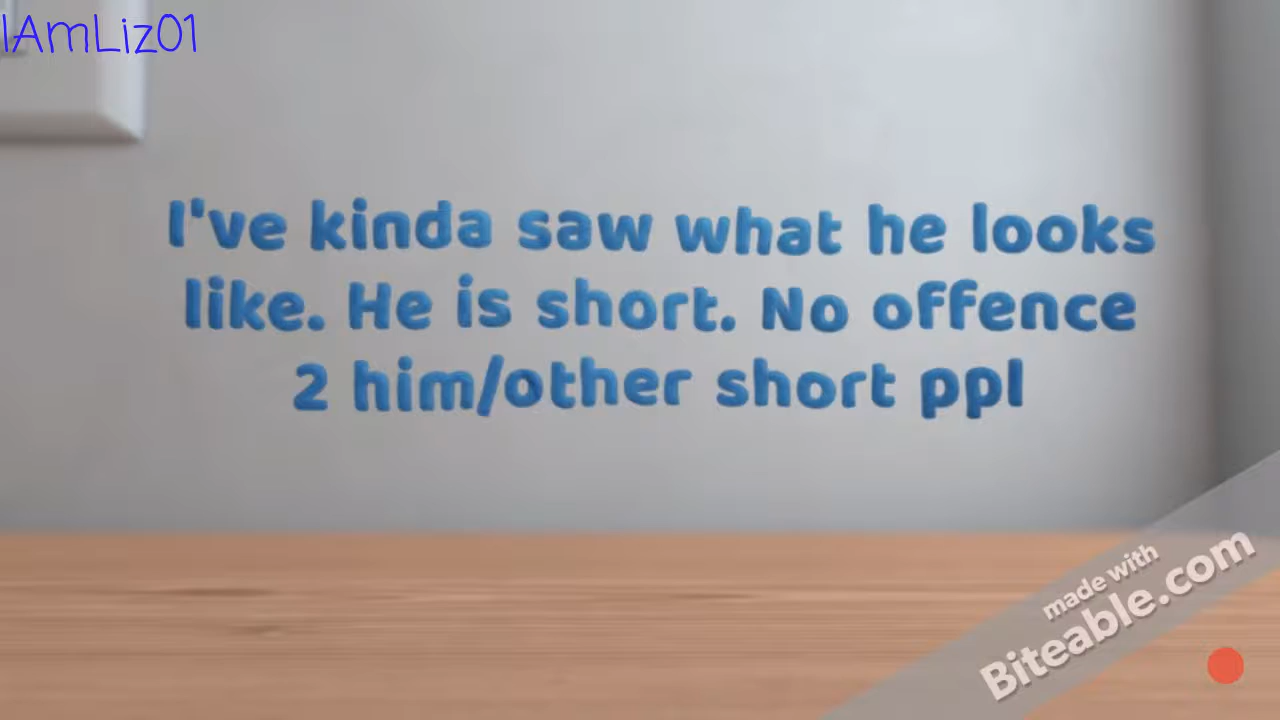 IAmLiz01
I've kinda saw what he looks
like. He is short. No offence
2 him/other short ppl
made with
Biteable.com